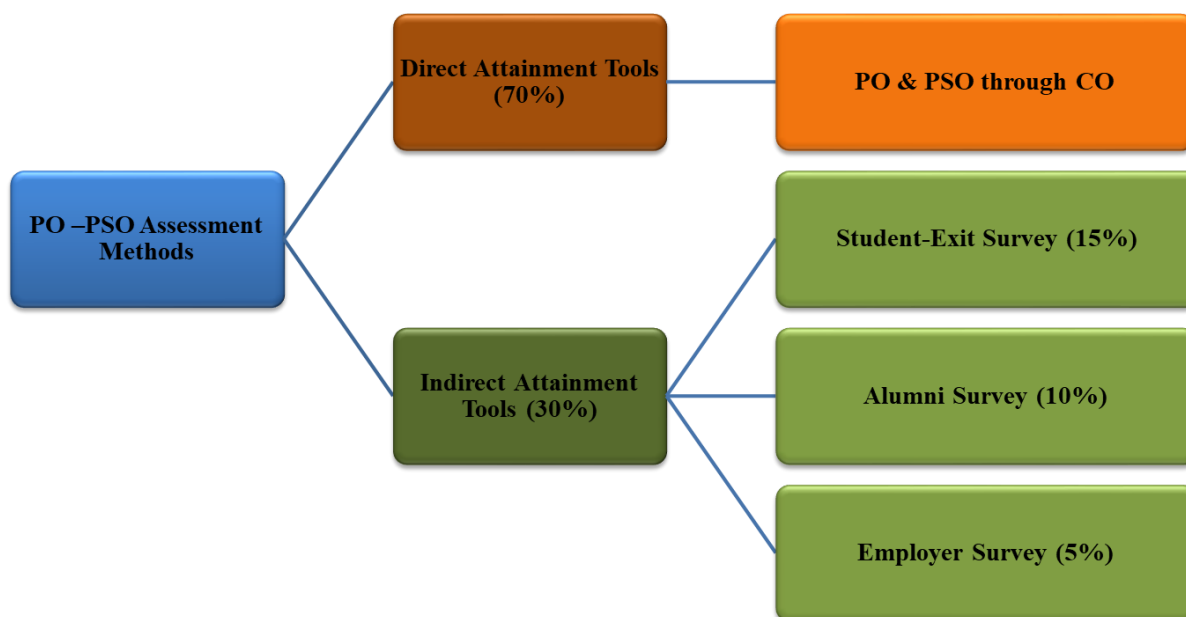 Direct Attainment Tools
(70%)
PO & PSO through CO
PO –PSO Assessment
Methods
Student-Exit Survey (15%)
Indirect Attainment
Tools (30%)
Alumni Survey (10%)
Employer Survey (5%)